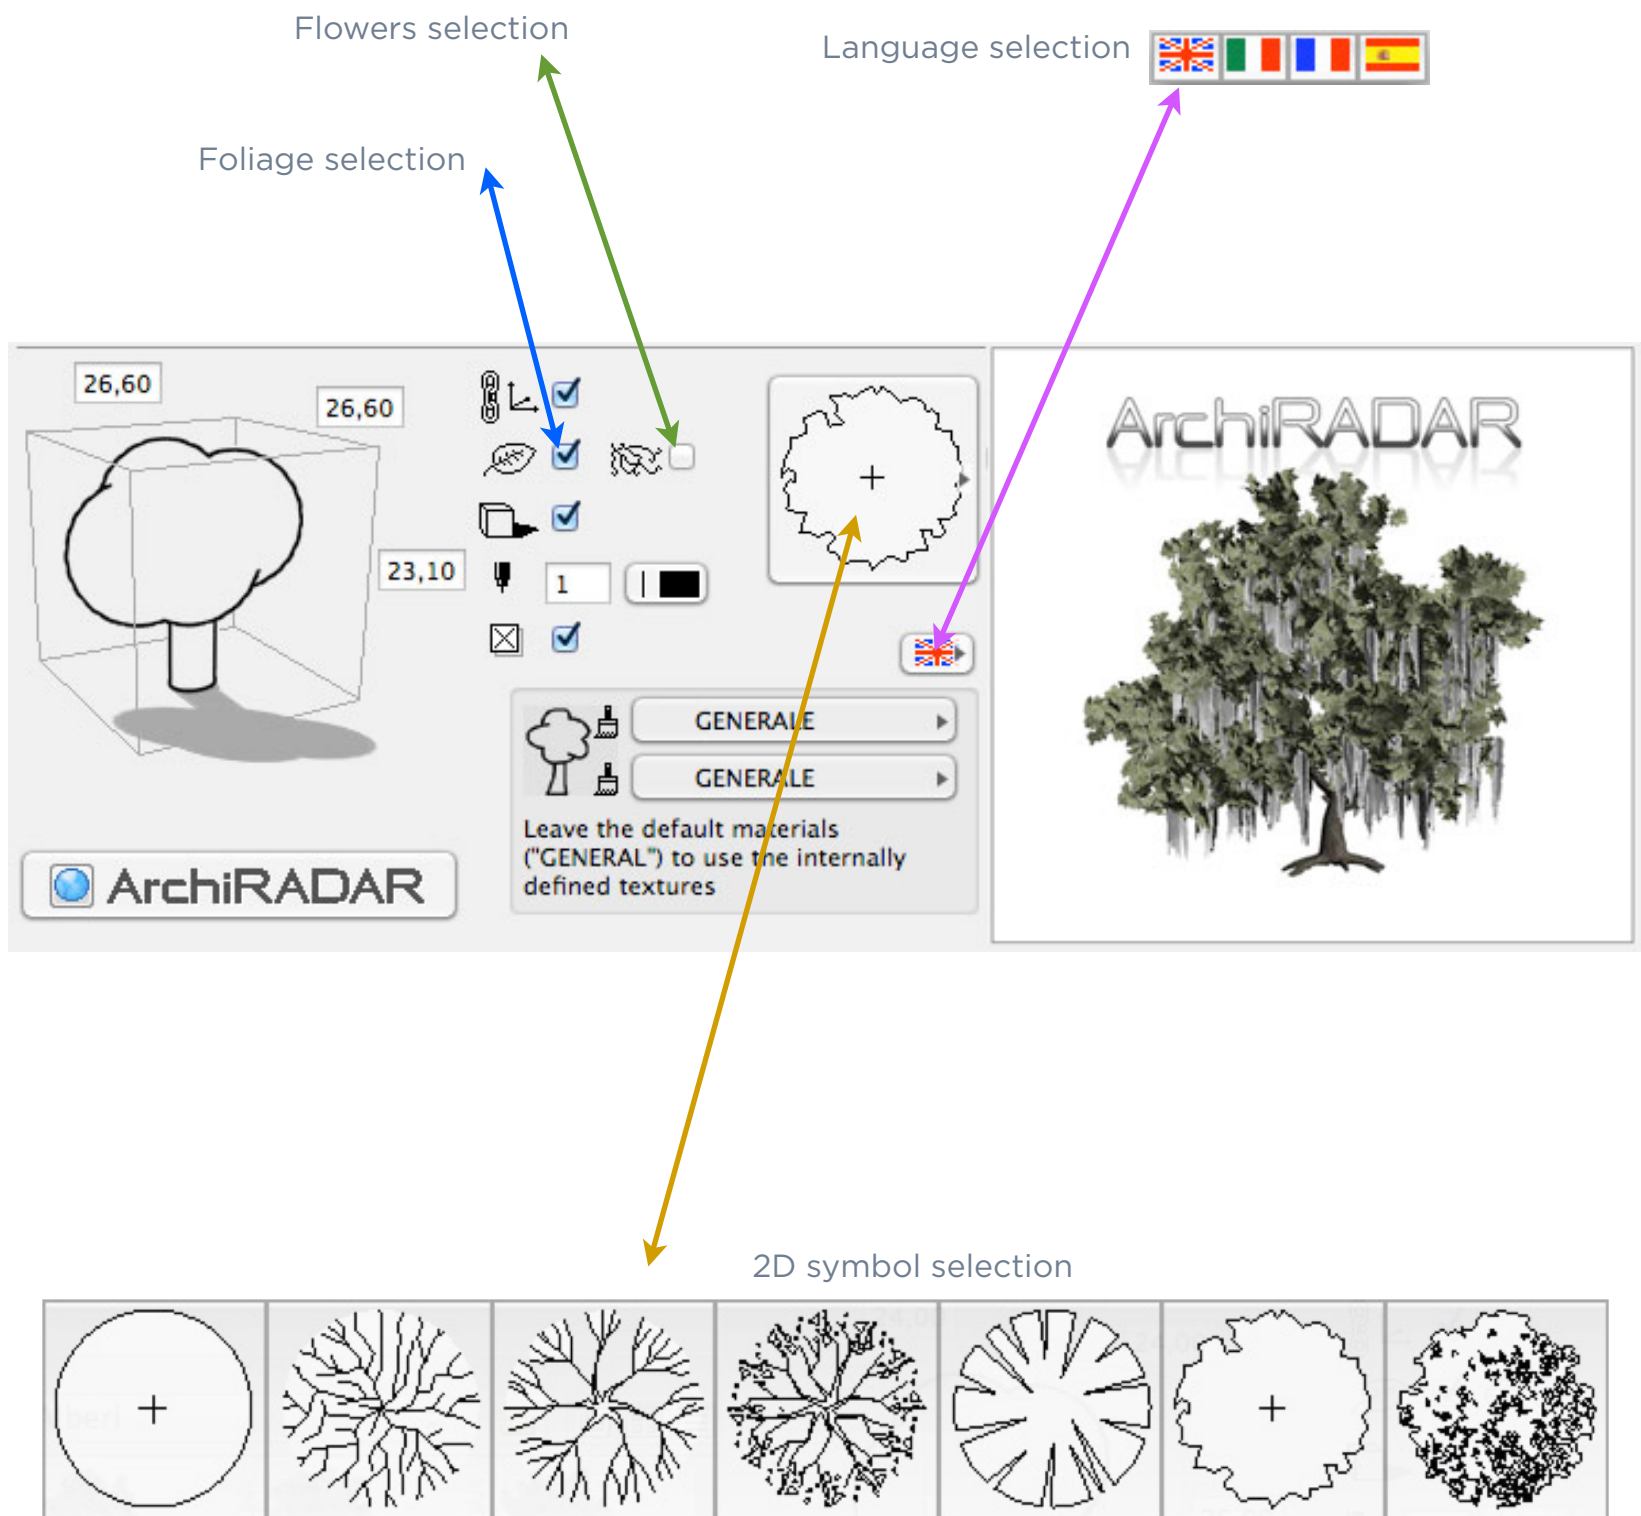 Flowers selection
Language selection
Foliage selection
26,60
26,60
23,10
1
ArchiRADAR
GENERALE
GENERALE
Leave the default materials
("GENERAL") to use the internally
defined textures
ArchiRADAR
2D symbol selection